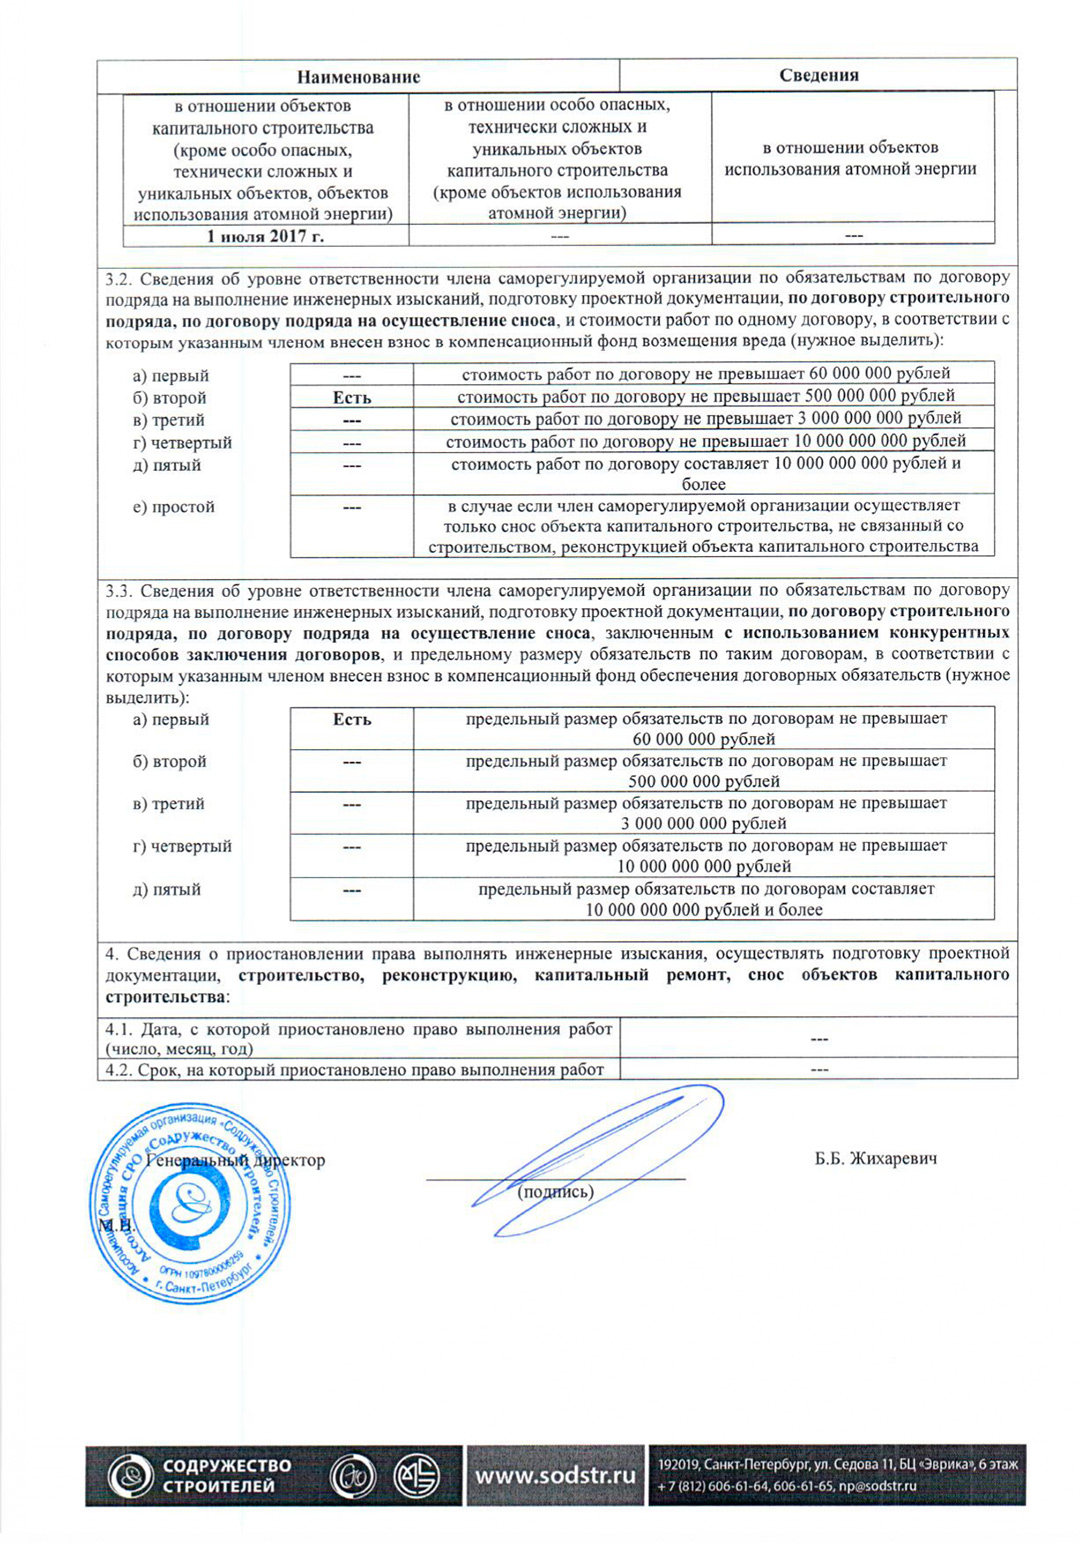 Наименование
Сведения
в отношении объектов
капитального строительства
(кроме особо опасных,
технически сложных и
уникальных объектов, объектов
использования атомной энергии)
в отношении особо опасных,
технически сложных и
уникальных объектов
капитального строительства
(кроме объектов использования
атомной энергии)
в отношении объектов
использования атомной энергии
1 июля 2017 г.
---
---
3.2. Сведения об уровне ответственности члена саморегулируемой организации по обязательствам по договору
подряда на выполнение инженерных изысканий, подготовку проектной документации, по договору строительного
подряда, по договору подряда на осуществление сноса, и стоимости работ по одному договору, в соответствии с
которым указанным членом внесен взнос в компенсационный фонд возмещения вреда (нужное выделить):
а) первый --- стоимость работ по договору не превышает 60 000 000 рублей
б) второй Есть стоимость работ по договору не превышает 500 000 000 рублей
в) третий --- стоимость работ по договору не превышает 3 000 000 000 рублей
г) четвертый --- стоимость работ по договору не превышает 10 000 000 000 рублей
д) пятый --- стоимость работ по договору составляет 10 000 000 000 рублей и
более
е) простой --- в случае если член саморегулируемой организации осуществляет
только снос объекта капитального строительства, не связанный со
строительством, реконструкцией объекта капитального строительства
3.3. Сведения об уровне ответственности члена саморегулируемой организации по обязательствам по договору
подряда на выполнение инженерных изысканий, подготовку проектной документации, по договору строительного
подряда, по договору подряда на осуществление сноса, заключенным с использованием конкурентных
способов заключения договоров, и предельному размеру обязательств по таким договорам, в соответствии с
которым указанным членом внесен взнос в компенсационный фонд обеспечения договорных обязательств (нужное
выделить):
а) первый Есть предельный размер обязательств по договорам не превышает
60 000 000 рублей
б) второй --- предельный размер обязательств по договорам не превышает
500 000 000 рублей
в) третий --- предельный размер обязательств по договорам не превышает
3 000 000 000 рублей
г) четвертый --- предельный размер обязательств по договорам не превышает
10 000 000 000 рублей
д) пятый --- предельный размер обязательств по договорам составляет
10 000 000 000 рублей и более
4. Сведения о приостановлении права выполнять инженерные изыскания, осуществлять подготовку проектной
документации, строительство, реконструкцию, капитальный ремонт, снос объектов капитального
строительства:
4.1. Дата, с которой приостановлено право выполнения работ
(число, месяц, год)
---
4.2. Срок, на который приостановлено право выполнения работ ---
Генеральный директор
Б.Б. Жихаревич
(подпись)
М.П.
Ассоциация Саморегулируемая организация «Содружество Строителей»
г. Санкт-Петербург
Ассоциация СРО «Содружество Строителей»
ОГРН 1097800006259
СОДРУЖЕСТВО
СТРОИТЕЛЕЙ
www.sodstr.ru
192019, Санкт-Петербург, ул. Седова 11, БЦ «Эврика», 6 этаж
+ 7 (812) 606-61-64, 606-61-65, np@sodstr.ru